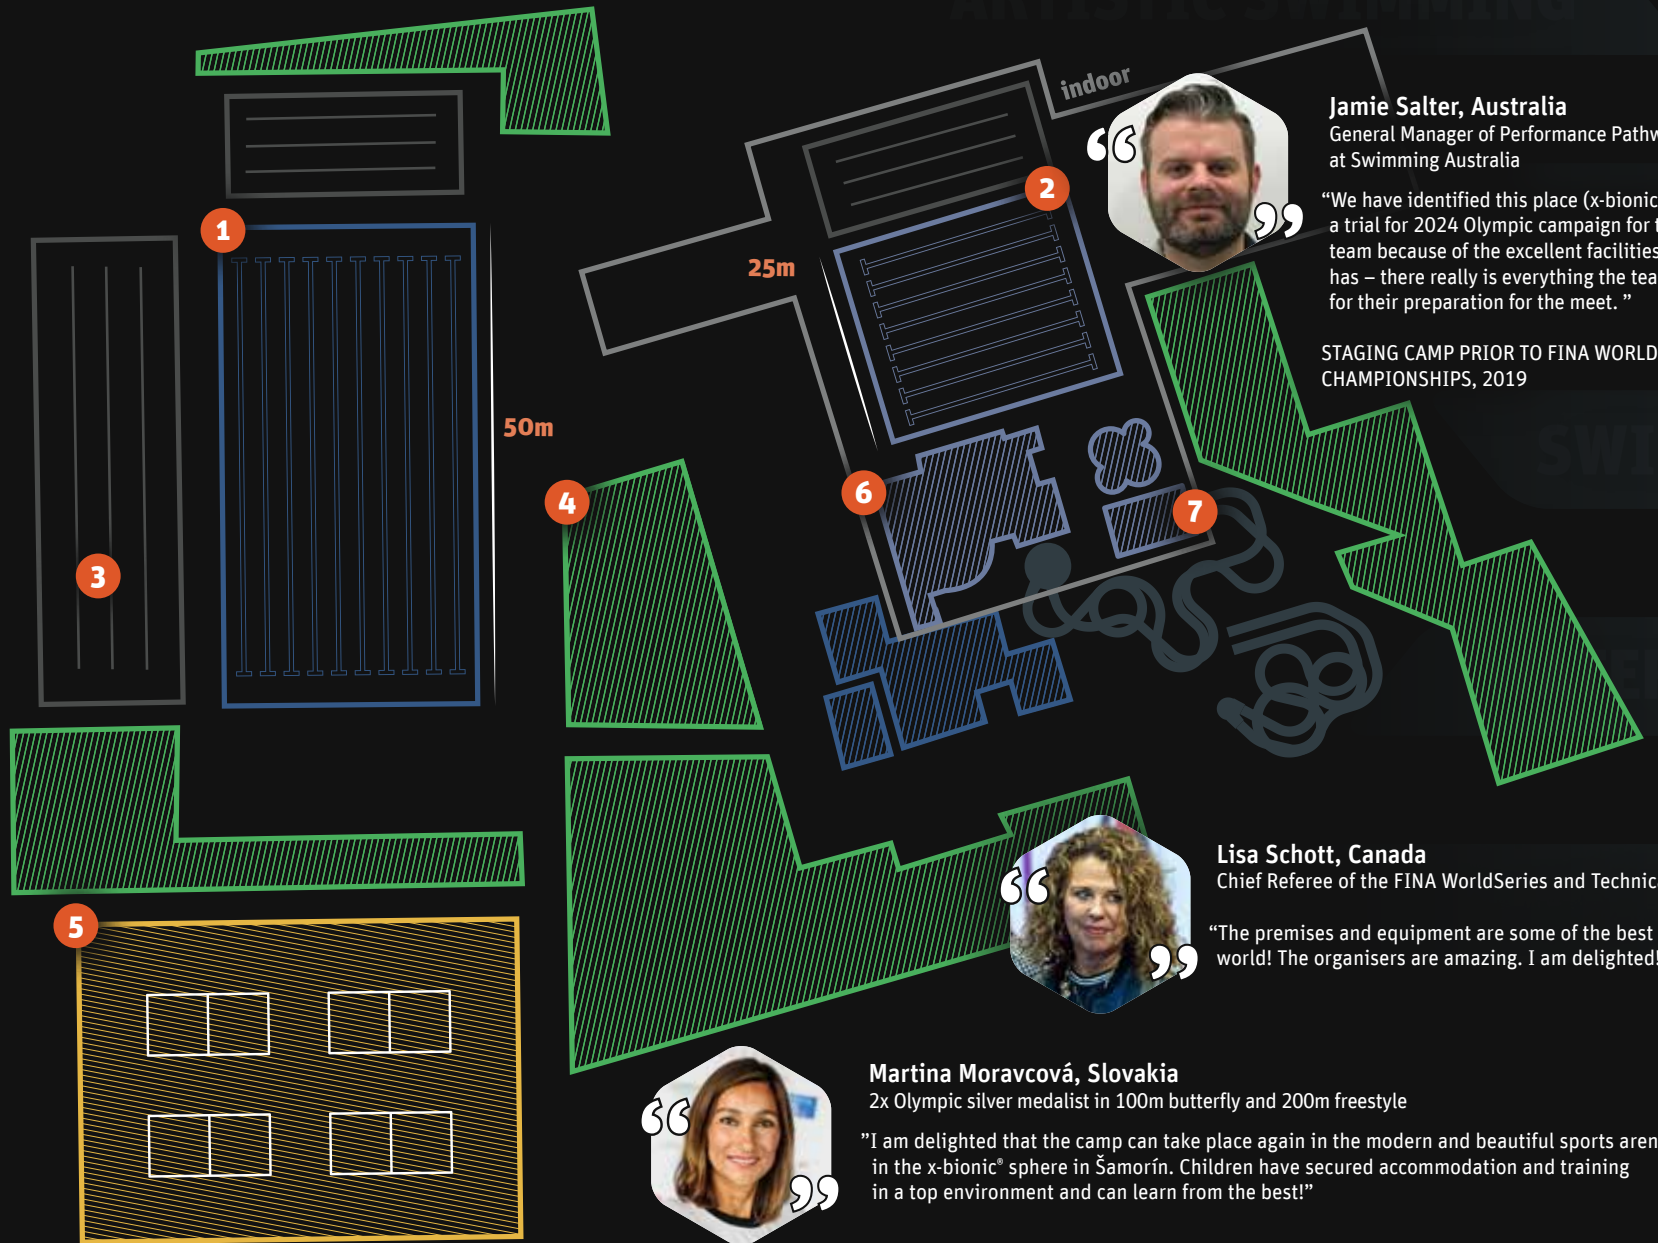 ARTISTIC SWIMMING
indoor
1
2
25m
50m
3
4
6
7
5
Jamie Salter, Australia
General Manager of Performance Pathw
at Swimming Australia
“We have identified this place (x-bionic
a trial for 2024 Olympic campaign for t
team because of the excellent facilities
has – there really is everything the tea
for their preparation for the meet. ”
STAGING CAMP PRIOR TO FINA WORLD
CHAMPIONSHIPS, 2019
SWI
Lisa Schott, Canada
Chief Referee of the FINA WorldSeries and Technic
“The premises and equipment are some of the best
world! The organisers are amazing. I am delighted!
Martina Moravcová, Slovakia
2x Olympic silver medalist in 100m butterfly and 200m freestyle
”I am delighted that the camp can take place again in the modern and beautiful sports aren
in the x-bionic® sphere in Šamorín. Children have secured accommodation and training
in a top environment and can learn from the best!”